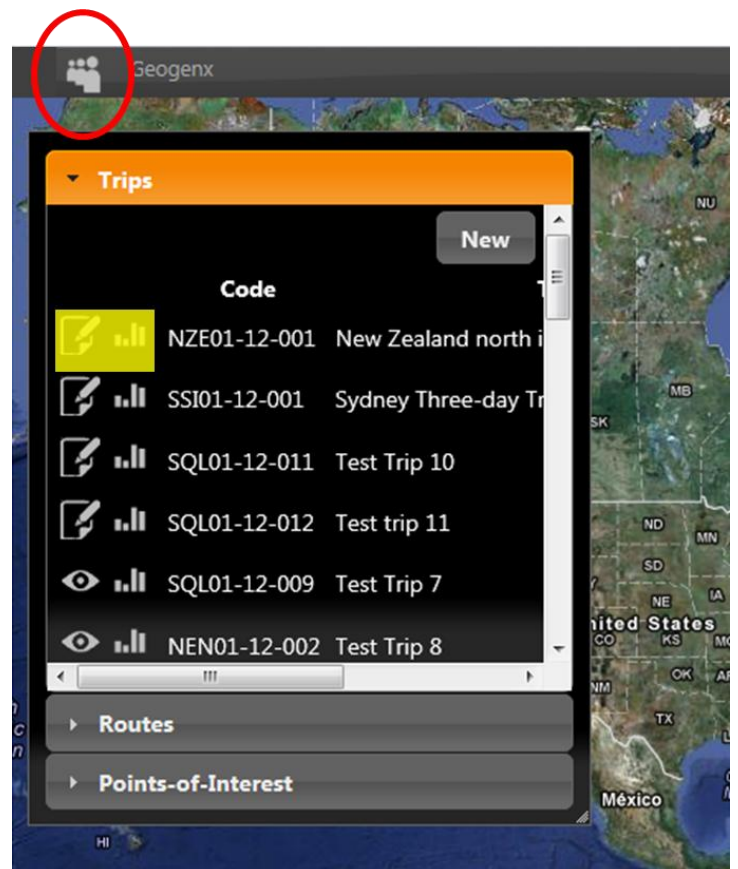 Geogenx
Trips
NU
New
Code T
NZE01-12-001 New Zealand north i
SSI01-12-001 Sydney Three-day Tr
MB
SK
SQL01-12-011 Test Trip 10
SQL01-12-012 Test trip 11
ND
MN
SD
SQL01-12-009 Test Trip 7
NE
IA
nited States
CO
KS
MO
NEN01-12-002 Test Trip 8
OK
AR
NM
Routes
TX
Points-of-Interest
México
HI